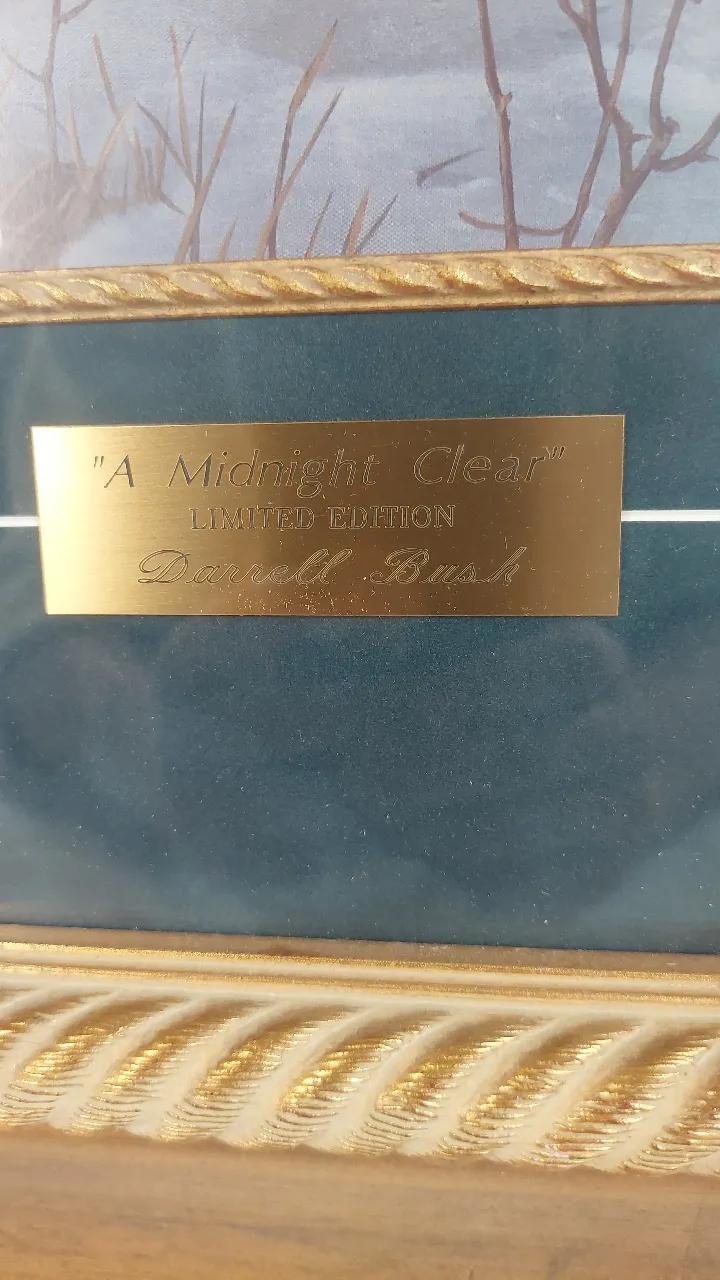 "A Midnight Clear"
LIMITED EDITION
Darrell Bush